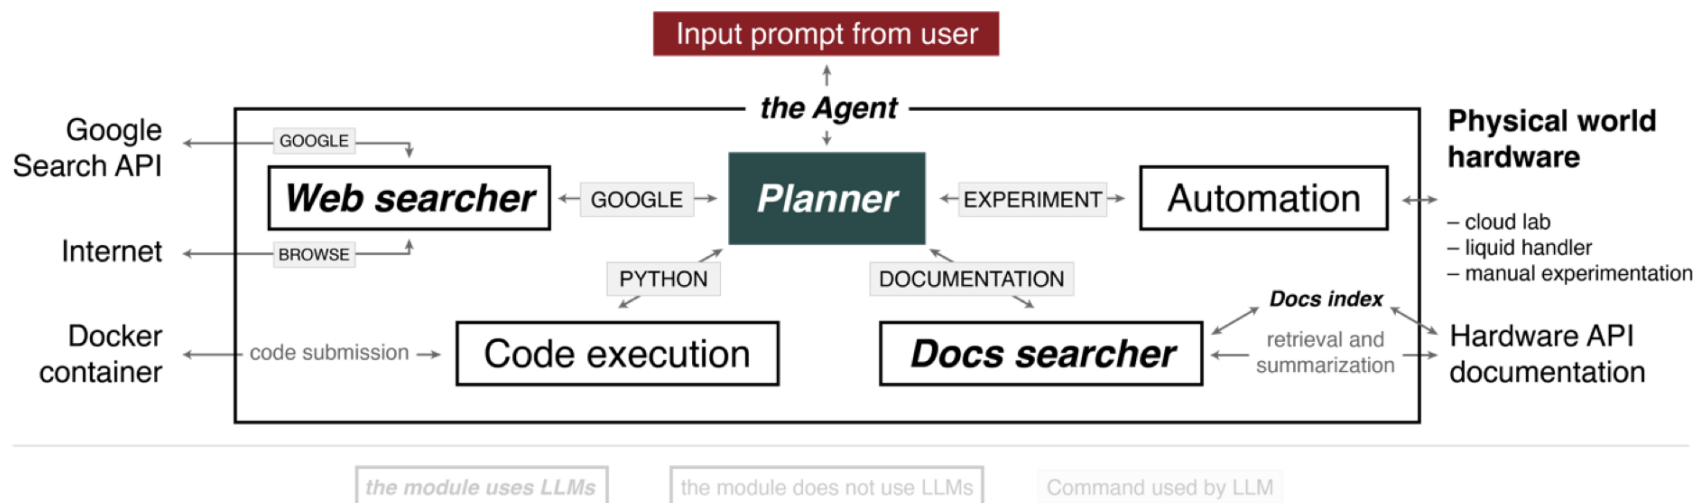 Input prompt from user
the Agent
Google
Search API
GOOGLE
Web searcher
GOOGLE
Planner
EXPERIMENT
Automation
Physical world
hardware
– cloud lab
– liquid handler
– manual experimentation
Internet
BROWSE
PYTHON
DOCUMENTATION
Docs index
Docker
container
code submission
Code execution
Docs searcher
retrieval and
summarization
Hardware API
documentation
the module uses LLMs
the module does not use LLMs
Command used by LLM